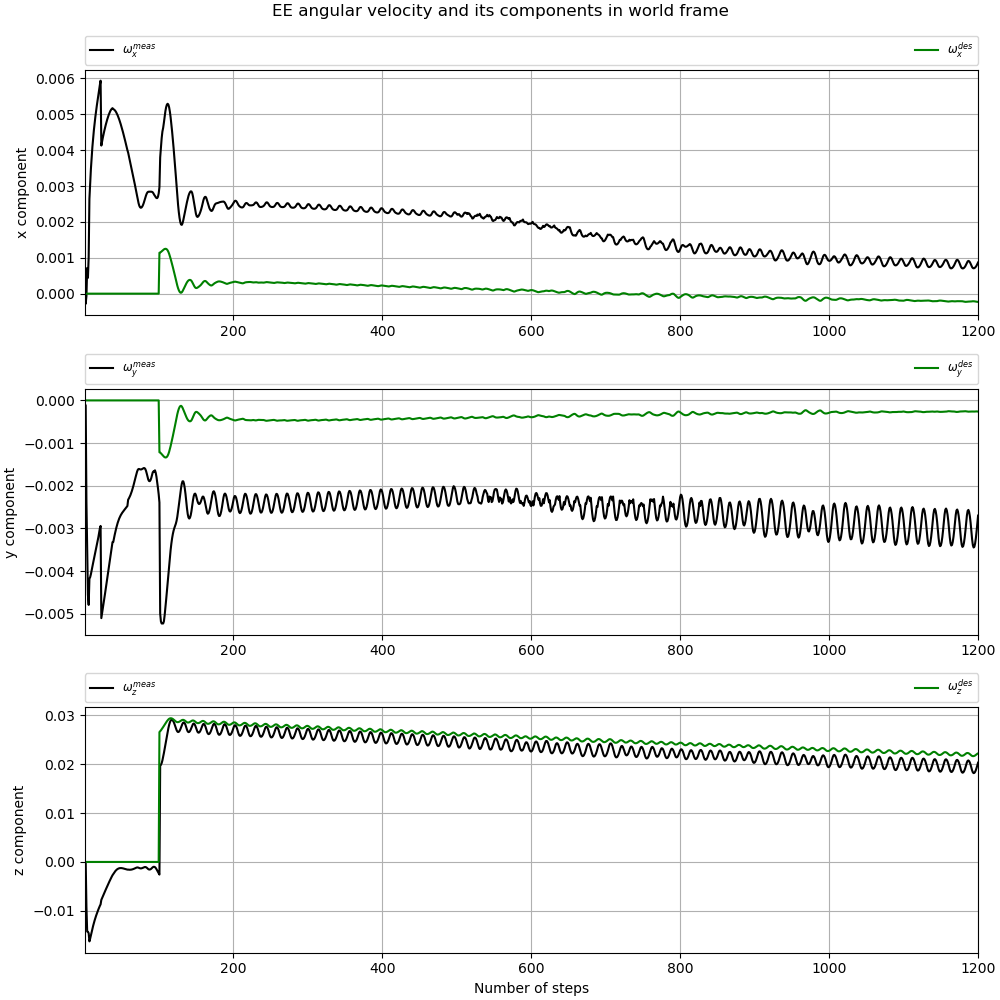 EE angular velocity and its components in world frame
ω_x^{meas} ω_x^{des}
0.006
0.005
0.004
0.003
0.002
0.001
0.000
x component
200 400 600 800 1000 1200
ω_y^{meas} ω_y^{des}
0.000
−0.001
−0.002
−0.003
−0.004
−0.005
y component
200 400 600 800 1000 1200
ω_z^{meas} ω_z^{des}
0.03
0.02
0.01
0.00
−0.01
z component
200 400 600 800 1000 1200
Number of steps